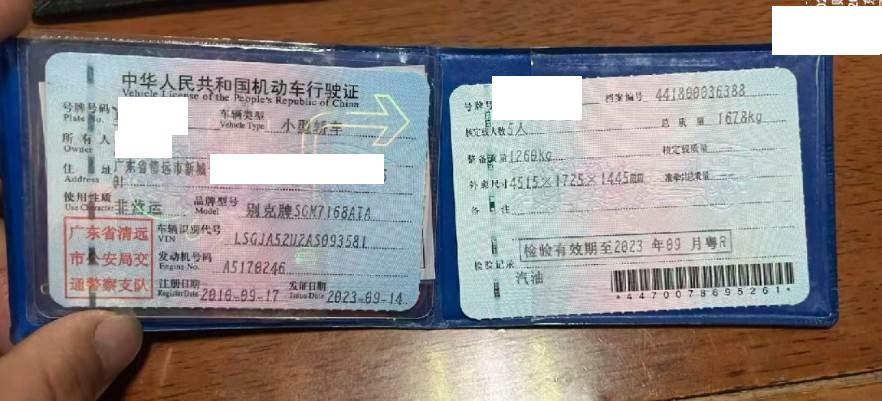 中华人民共和国机动车行驶证
Vehicle License of the People's Republic of China
号牌号码
Plate No.
车辆类型 小型轿车
Vehicle Type
所有人
Owner
住 址 广东省清远市新城
Address
使用性质 非营运
Use Character
品牌型号 别克牌SGM7168ATA
Model
车辆识别代号 LSGJA52U2AS093581
VIN
发动机号码 A5170246
Engine No.
注册日期 2010-09-17
Register Date
发证日期 2023-09-14
Issue Date
广东省清远
市公安局交
通警察支队
号牌号
档案编号 441800036388
核定载人数 5人
总质量 1678kg
整备质量 1260kg
核定载质量
外廓尺寸 4515×1725×1445mm
准牵引总质量
备 注
检验有效期至2023 年09 月粤R
检验记录
汽油
*4470078695261*